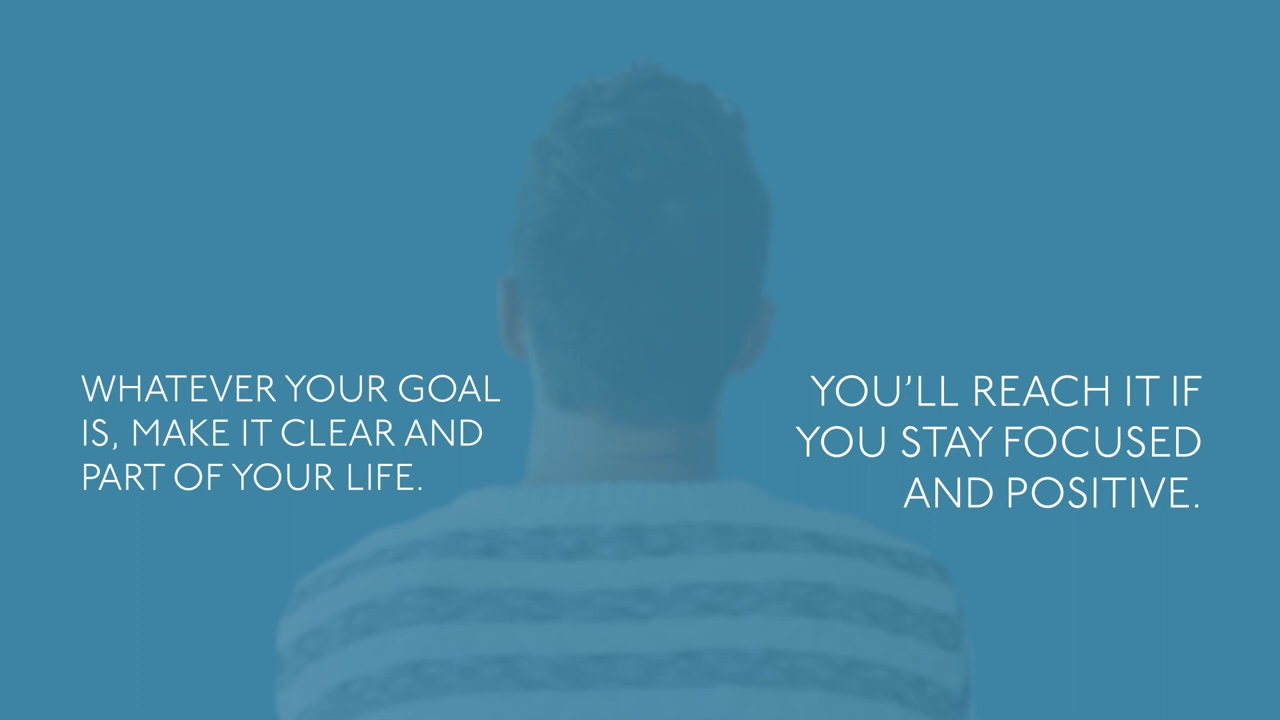 WHATEVER YOUR GOAL
IS, MAKE IT CLEAR AND
PART OF YOUR LIFE.
YOU’LL REACH IT IF
YOU STAY FOCUSED
AND POSITIVE.